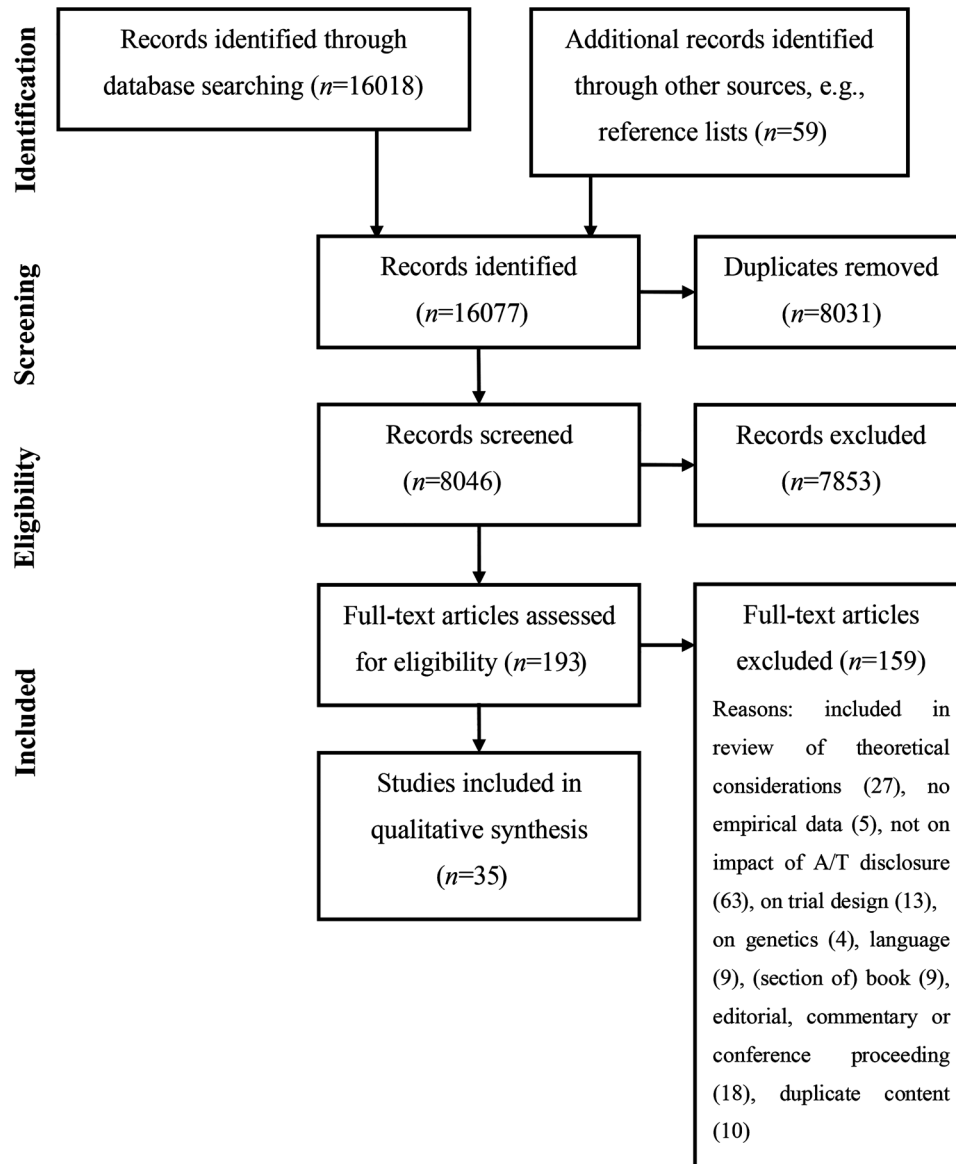 Identification
Records identified through
database searching (n=16018)
Additional records identified
through other sources, e.g.,
reference lists (n=59)
Screening
Records identified
(n=16077)
Duplicates removed
(n=8031)
Eligibility
Records screened
(n=8046)
Records excluded
(n=7853)
Included
Full-text articles assessed
for eligibility (n=193)
Full-text articles
excluded (n=159)
Reasons: included in
review of theoretical
considerations (27), no
empirical data (5), not on
impact of A/T disclosure
(63), on trial design (13),
on genetics (4), language
(9), (section of) book (9),
editorial, commentary or
conference proceeding
(18), duplicate content
(10)
Studies included in
qualitative synthesis
(n=35)